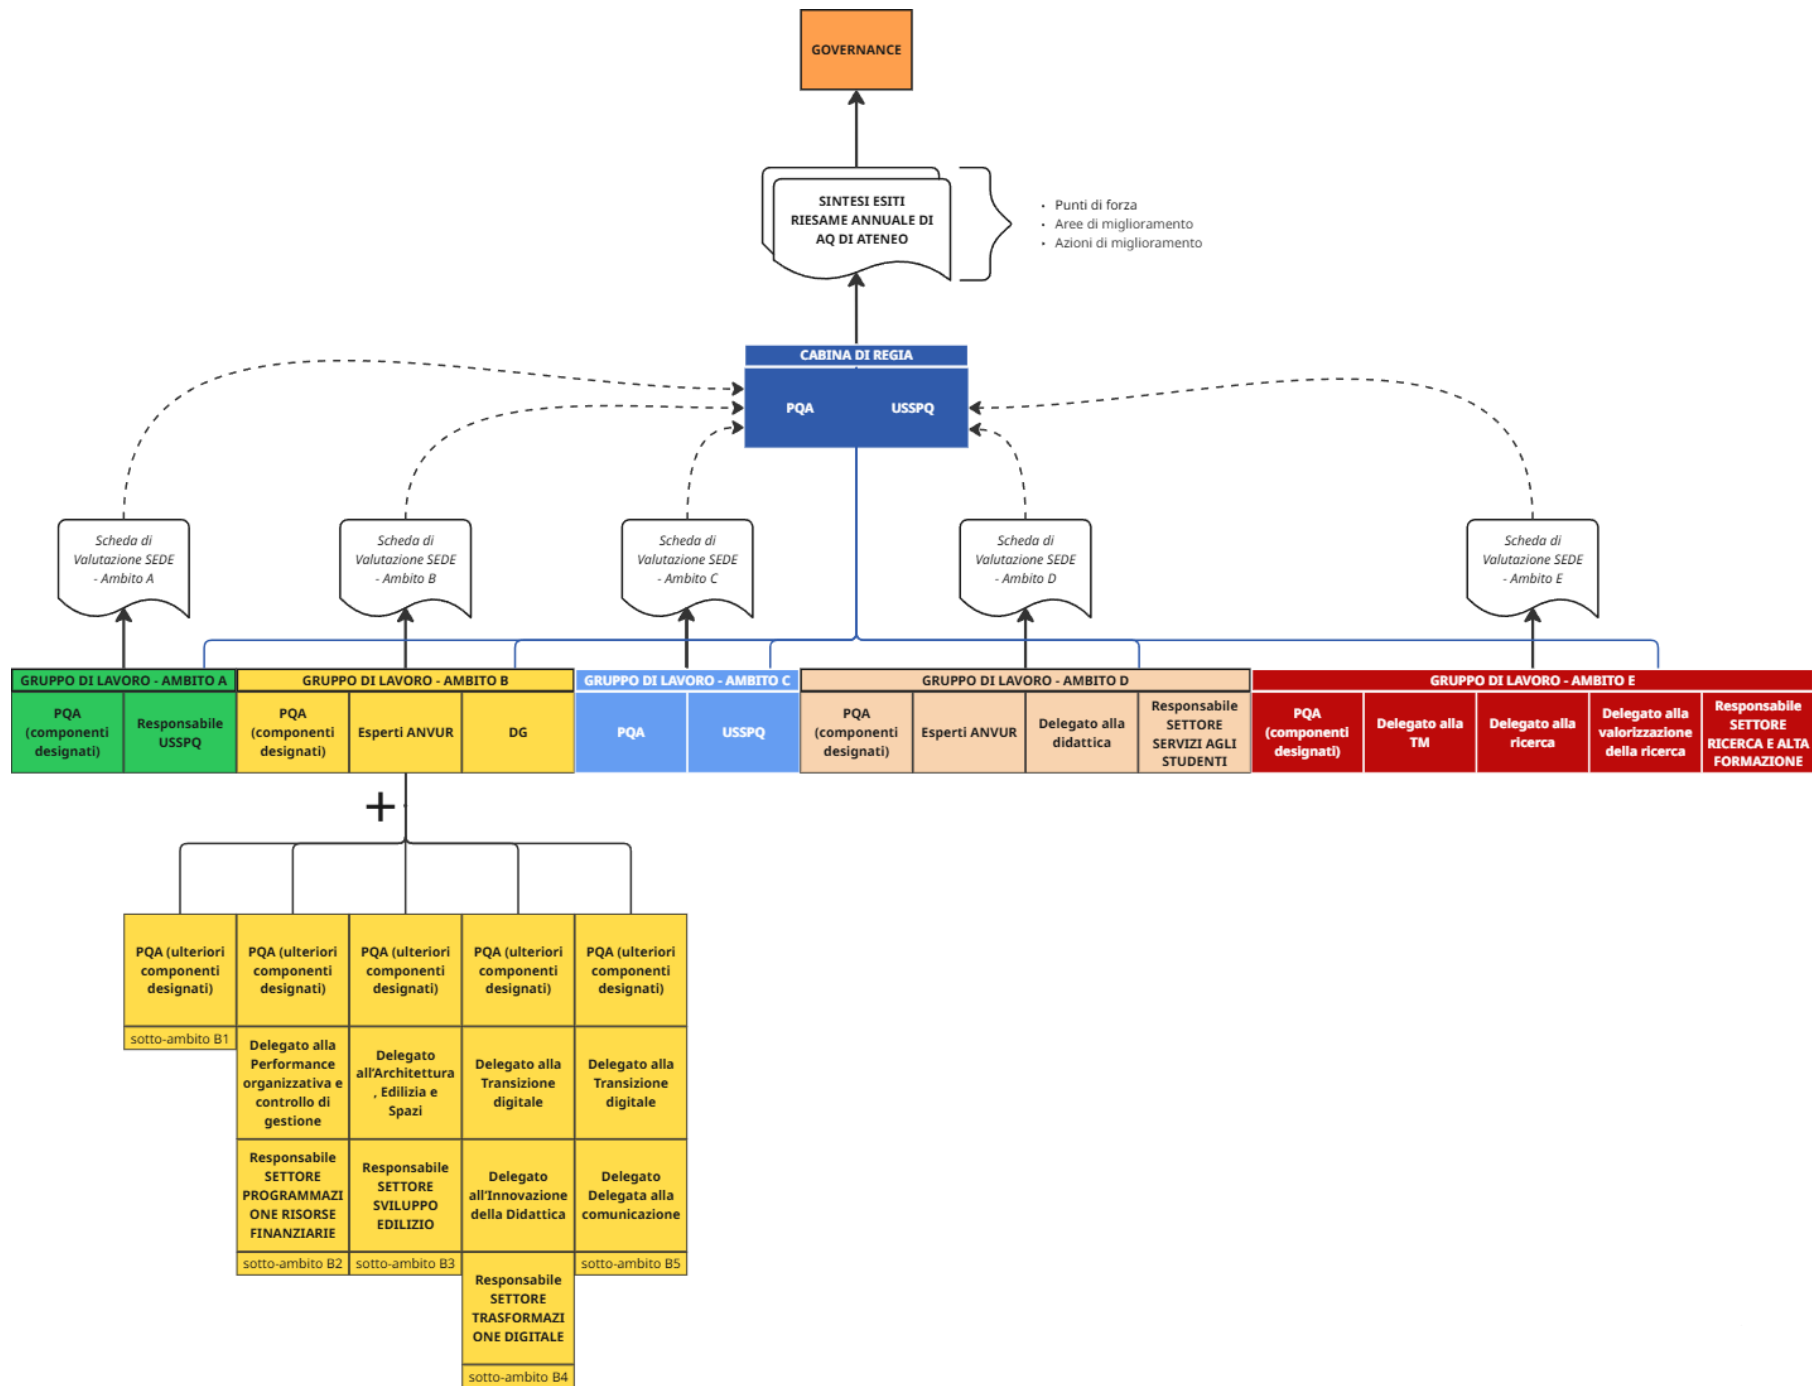 GOVERNANCE
SINTESI ESITI
RIESAME ANNUALE DI
AQ DI ATENEO
• Punti di forza
• Aree di miglioramento
• Azioni di miglioramento
CABINA DI REGIA
PQA
USSPQ
Scheda di
Valutazione SEDE
- Ambito A
Scheda di
Valutazione SEDE
- Ambito B
Scheda di
Valutazione SEDE
- Ambito C
Scheda di
Valutazione SEDE
- Ambito D
Scheda di
Valutazione SEDE
- Ambito E
GRUPPO DI LAVORO - AMBITO A
PQA
(componenti
designati)
Responsabile
USSPQ
GRUPPO DI LAVORO - AMBITO B
PQA
(componenti
designati)
Esperti ANVUR
DG
GRUPPO DI LAVORO - AMBITO C
PQA
USSPQ
GRUPPO DI LAVORO - AMBITO D
PQA
(componenti
designati)
Esperti ANVUR
Delegato alla
didattica
Responsabile
SETTORE
SERVIZI AGLI
STUDENTI
GRUPPO DI LAVORO - AMBITO E
PQA
(componenti
designati)
Delegato alla
TM
Delegato alla
ricerca
Delegato alla
valorizzazione
della ricerca
Responsabile
SETTORE
RICERCA E ALTA
FORMAZIONE
+
PQA (ulteriori
componenti
designati)
sotto-ambito B1
PQA (ulteriori
componenti
designati)
Delegato alla
Performance
organizzativa e
controllo di
gestione
Responsabile
SETTORE
PROGRAMMAZI
ONE RISORSE
FINANZIARIE
sotto-ambito B2
PQA (ulteriori
componenti
designati)
Delegato
all'Architettura
, Edilizia e
Spazi
Responsabile
SETTORE
SVILUPPO
EDILIZIO
sotto-ambito B3
PQA (ulteriori
componenti
designati)
Delegato alla
Transizione
digitale
Delegato
all'Innovazione
della Didattica
Responsabile
SETTORE
TRASFORMAZI
ONE DIGITALE
sotto-ambito B4
PQA (ulteriori
componenti
designati)
Delegato alla
Transizione
digitale
Delegato
Delegata alla
comunicazione
sotto-ambito B5